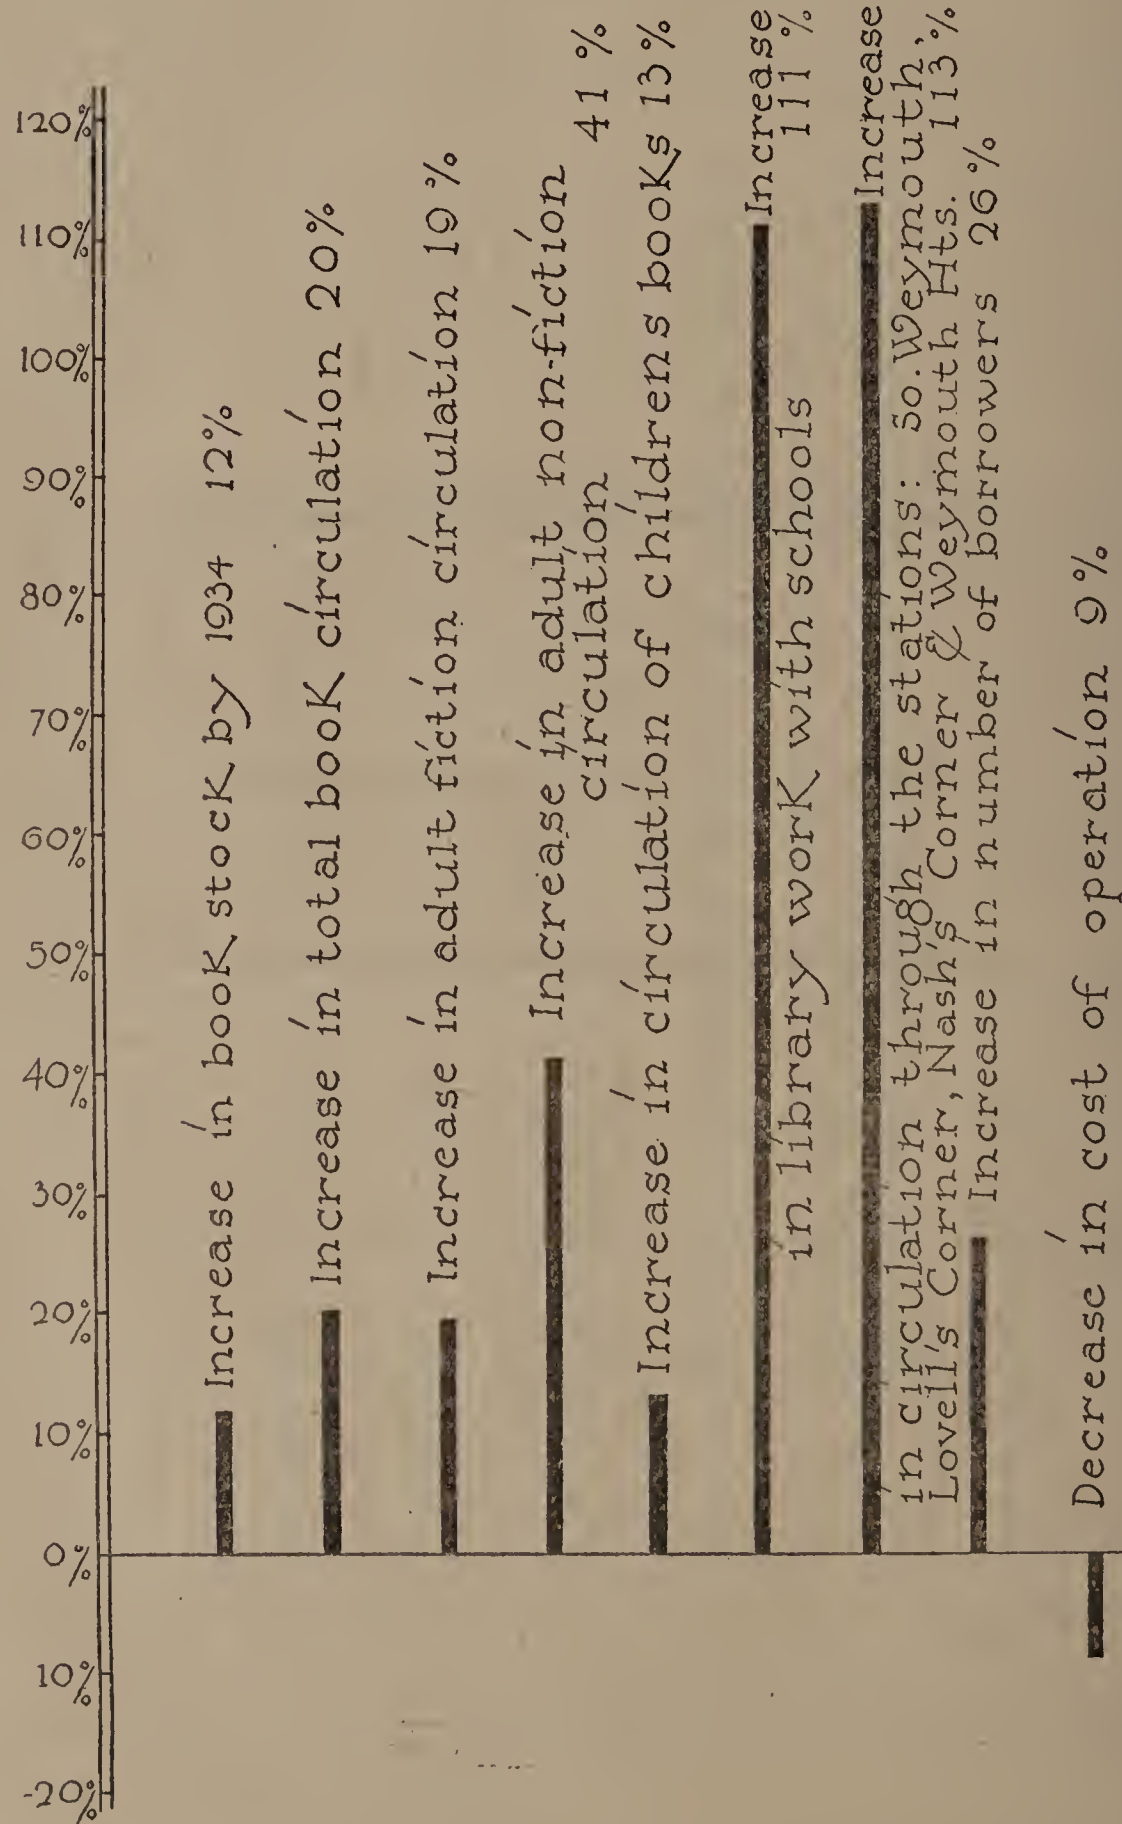 120%
110%
100%
90%
80%
70%
60%
50%
40%
30%
20%
10%
0%
10%
-20%
Increase in book stock by 1934 12%
Increase in total book circulation 20%
Increase in adult fiction circulation 19%
Increase in adult non-fiction
circulation 41%
Increase in circulation of childrens books 13%
Increase
111%
in library work with schools
Increase
in circulation through the stations: So. Weymouth,
Lovell's Corner, Nash's Corner & Weymouth Hts. 113%
Increase in number of borrowers 26%
Decrease in cost of operation 9%